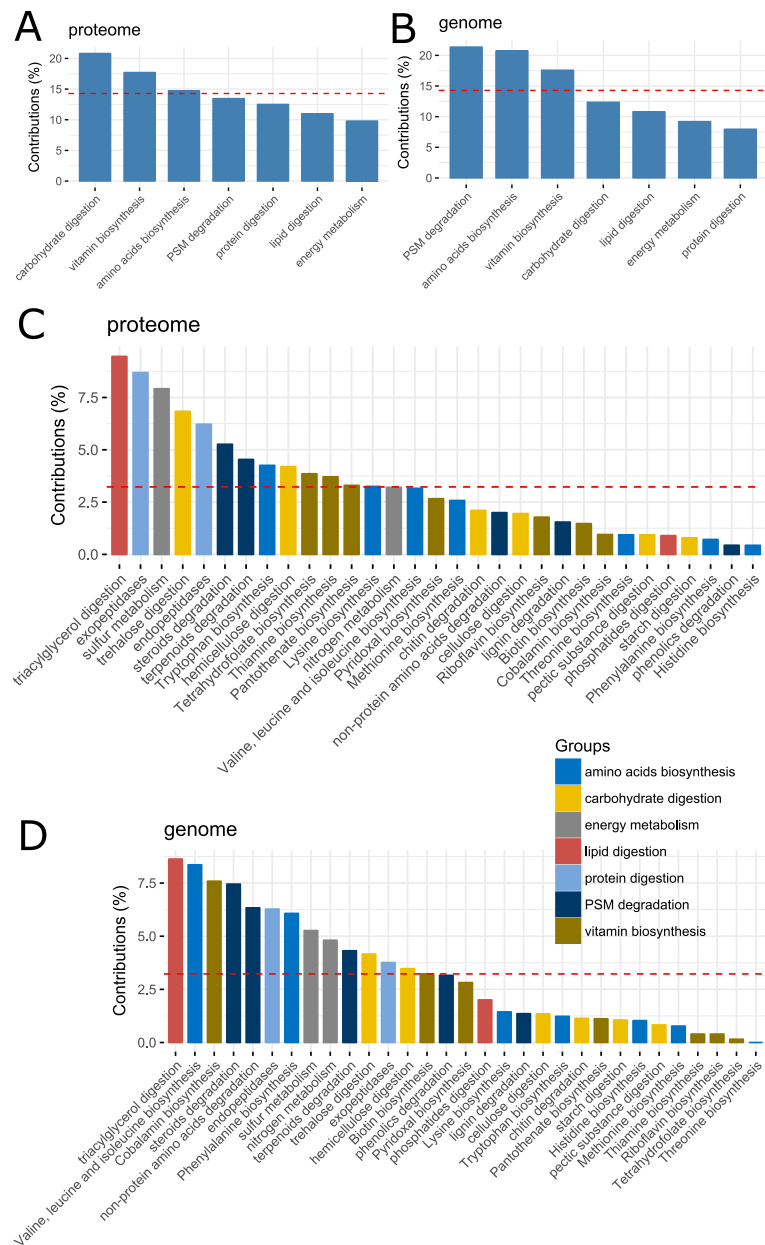 A
proteome
Contributions (%)
20
15
10
5
0
carbohydrate digestion
vitamin biosynthesis
amino acids biosynthesis
PSM degradation
protein digestion
lipid digestion
energy metabolism
B
genome
Contributions (%)
20
15
10
5
0
PSM degradation
amino acids biosynthesis
vitamin biosynthesis
carbohydrate digestion
lipid digestion
energy metabolism
protein digestion
C
proteome
Contributions (%)
7.5
5.0
2.5
0.0
triacylglycerol digestion
exopeptidases
sulfur metabolism
trehalose digestion
endopeptidases
steroids degradation
terpenoids degradation
Tryptophan biosynthesis
hemicellulose digestion
Tetrahydrofolate biosynthesis
Thiamine biosynthesis
Pantothenate biosynthesis
Lysine biosynthesis
nitrogen metabolism
Valine, leucine and isoleucine biosynthesis
Pyridoxal biosynthesis
Methionine biosynthesis
chitin degradation
non-protein amino acids degradation
cellulose digestion
Riboflavin biosynthesis
lignin degradation
Biotin biosynthesis
Cobalamin biosynthesis
Threonine biosynthesis
pectic substance digestion
phosphatides digestion
starch digestion
Phenylalanine biosynthesis
phenolics degradation
Histidine biosynthesis
Groups
amino acids biosynthesis
carbohydrate digestion
energy metabolism
lipid digestion
protein digestion
PSM degradation
vitamin biosynthesis
D
genome
Contributions (%)
7.5
5.0
2.5
0.0
triacylglycerol digestion
Valine, leucine and isoleucine biosynthesis
Cobalamin biosynthesis
steroids degradation
non-protein amino acids degradation
endopeptidases
Phenylalanine biosynthesis
sulfur metabolism
nitrogen metabolism
terpenoids degradation
trehalose digestion
exopeptidases
hemicellulose digestion
Biotin biosynthesis
phenolics degradation
Pyridoxal biosynthesis
phosphatides digestion
Lysine biosynthesis
lignin degradation
cellulose digestion
Tryptophan biosynthesis
chitin degradation
Pantothenate biosynthesis
starch digestion
Histidine biosynthesis
pectic substance digestion
Methionine biosynthesis
Thiamine biosynthesis
Riboflavin biosynthesis
Tetrahydrofolate biosynthesis
Threonine biosynthesis